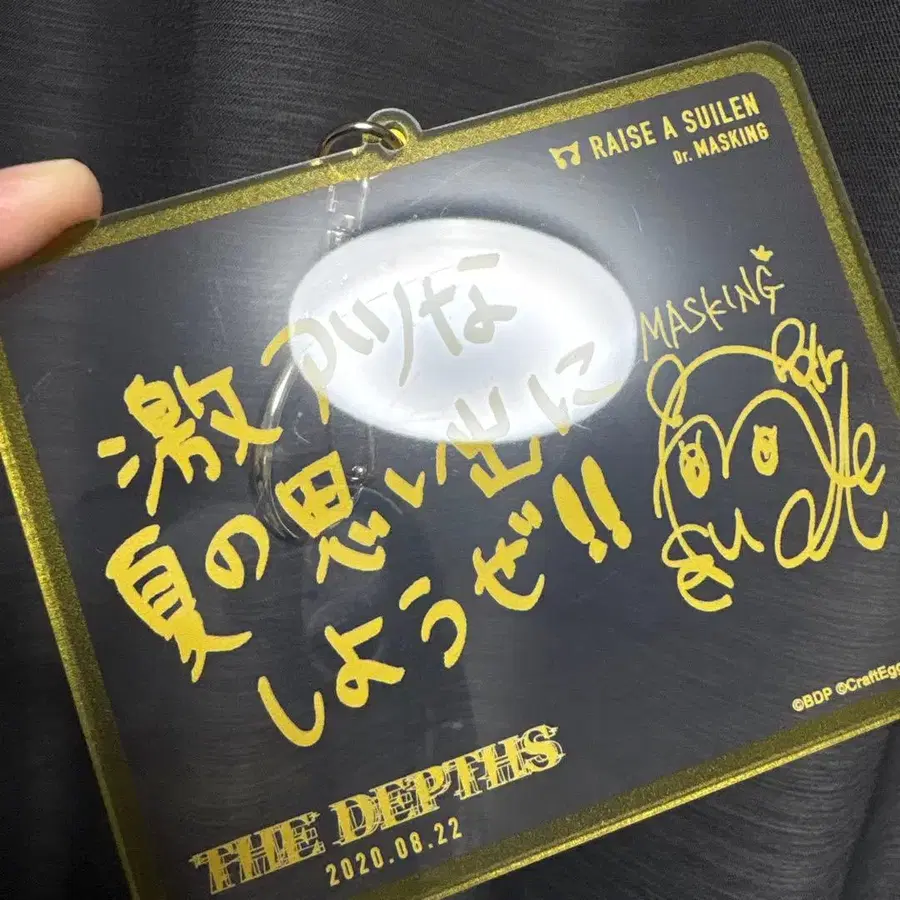 RAISE A SUILEN
Dr. MASKING
激アツな
夏の思い出に
しようぜ!!
MASKING
©BDP ©CraftEgg
THE DEPTHS
2020.08.22